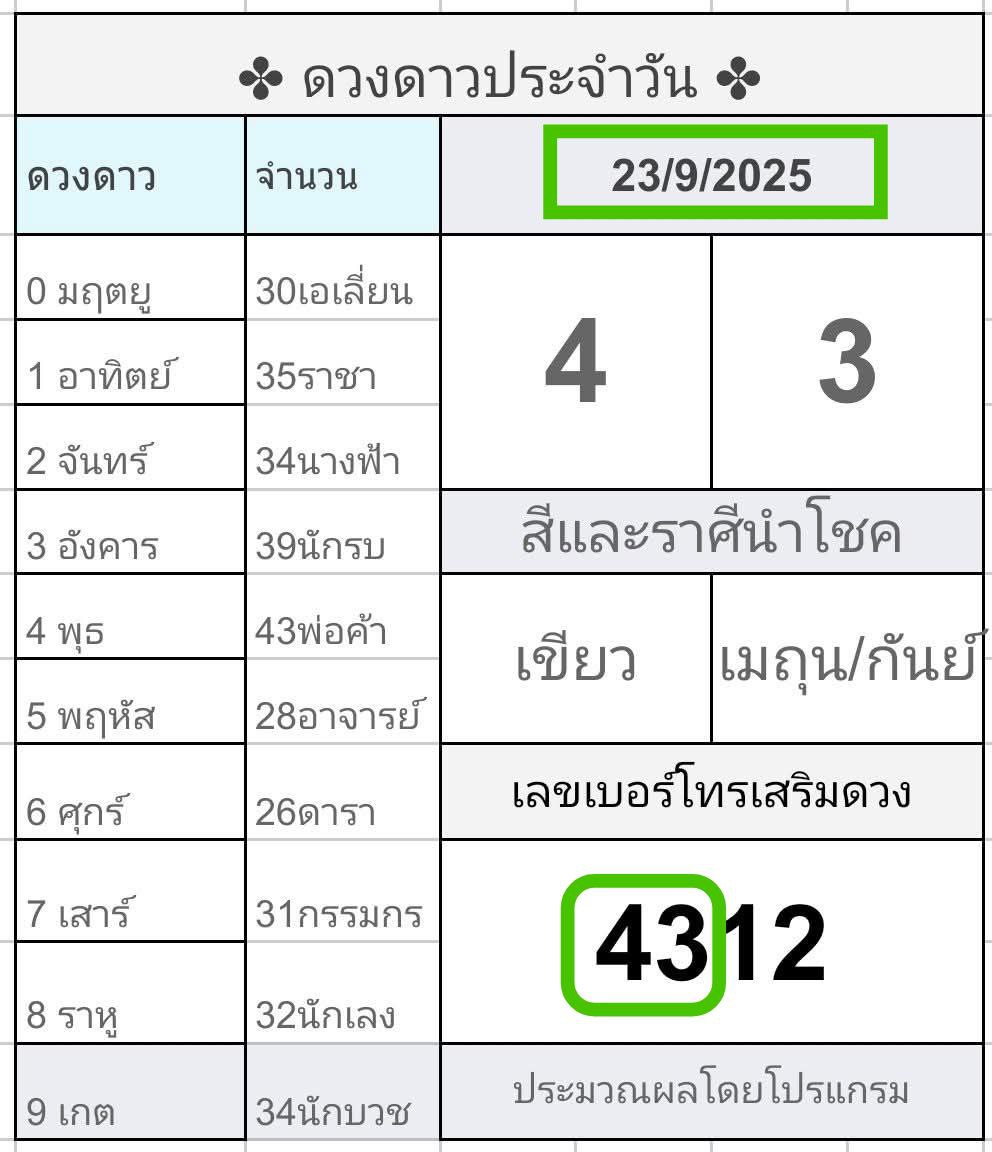 ✤ ดวงดาวประจำวัน ✤
ดวงดาว จำนวน 23/9/2025
0 มฤตยู 30เอเลี่ยน
1 อาทิตย์ 35ราชา
4 3
2 จันทร์ 34นางฟ้า
3 อังคาร 39นักรบ
สีและราศีนำโชค
4 พุธ 43พ่อค้า
เขียว เมถุน/กันย์
5 พฤหัส 28อาจารย์
6 ศุกร์ 26ดารา
เลขเบอร์โทรเสริมดวง
7 เสาร์ 31กรรมกร
4312
8 ราหู 32นักเลง
9 เกต 34นักบวช
ประมวณผลโดยโปรแกรม